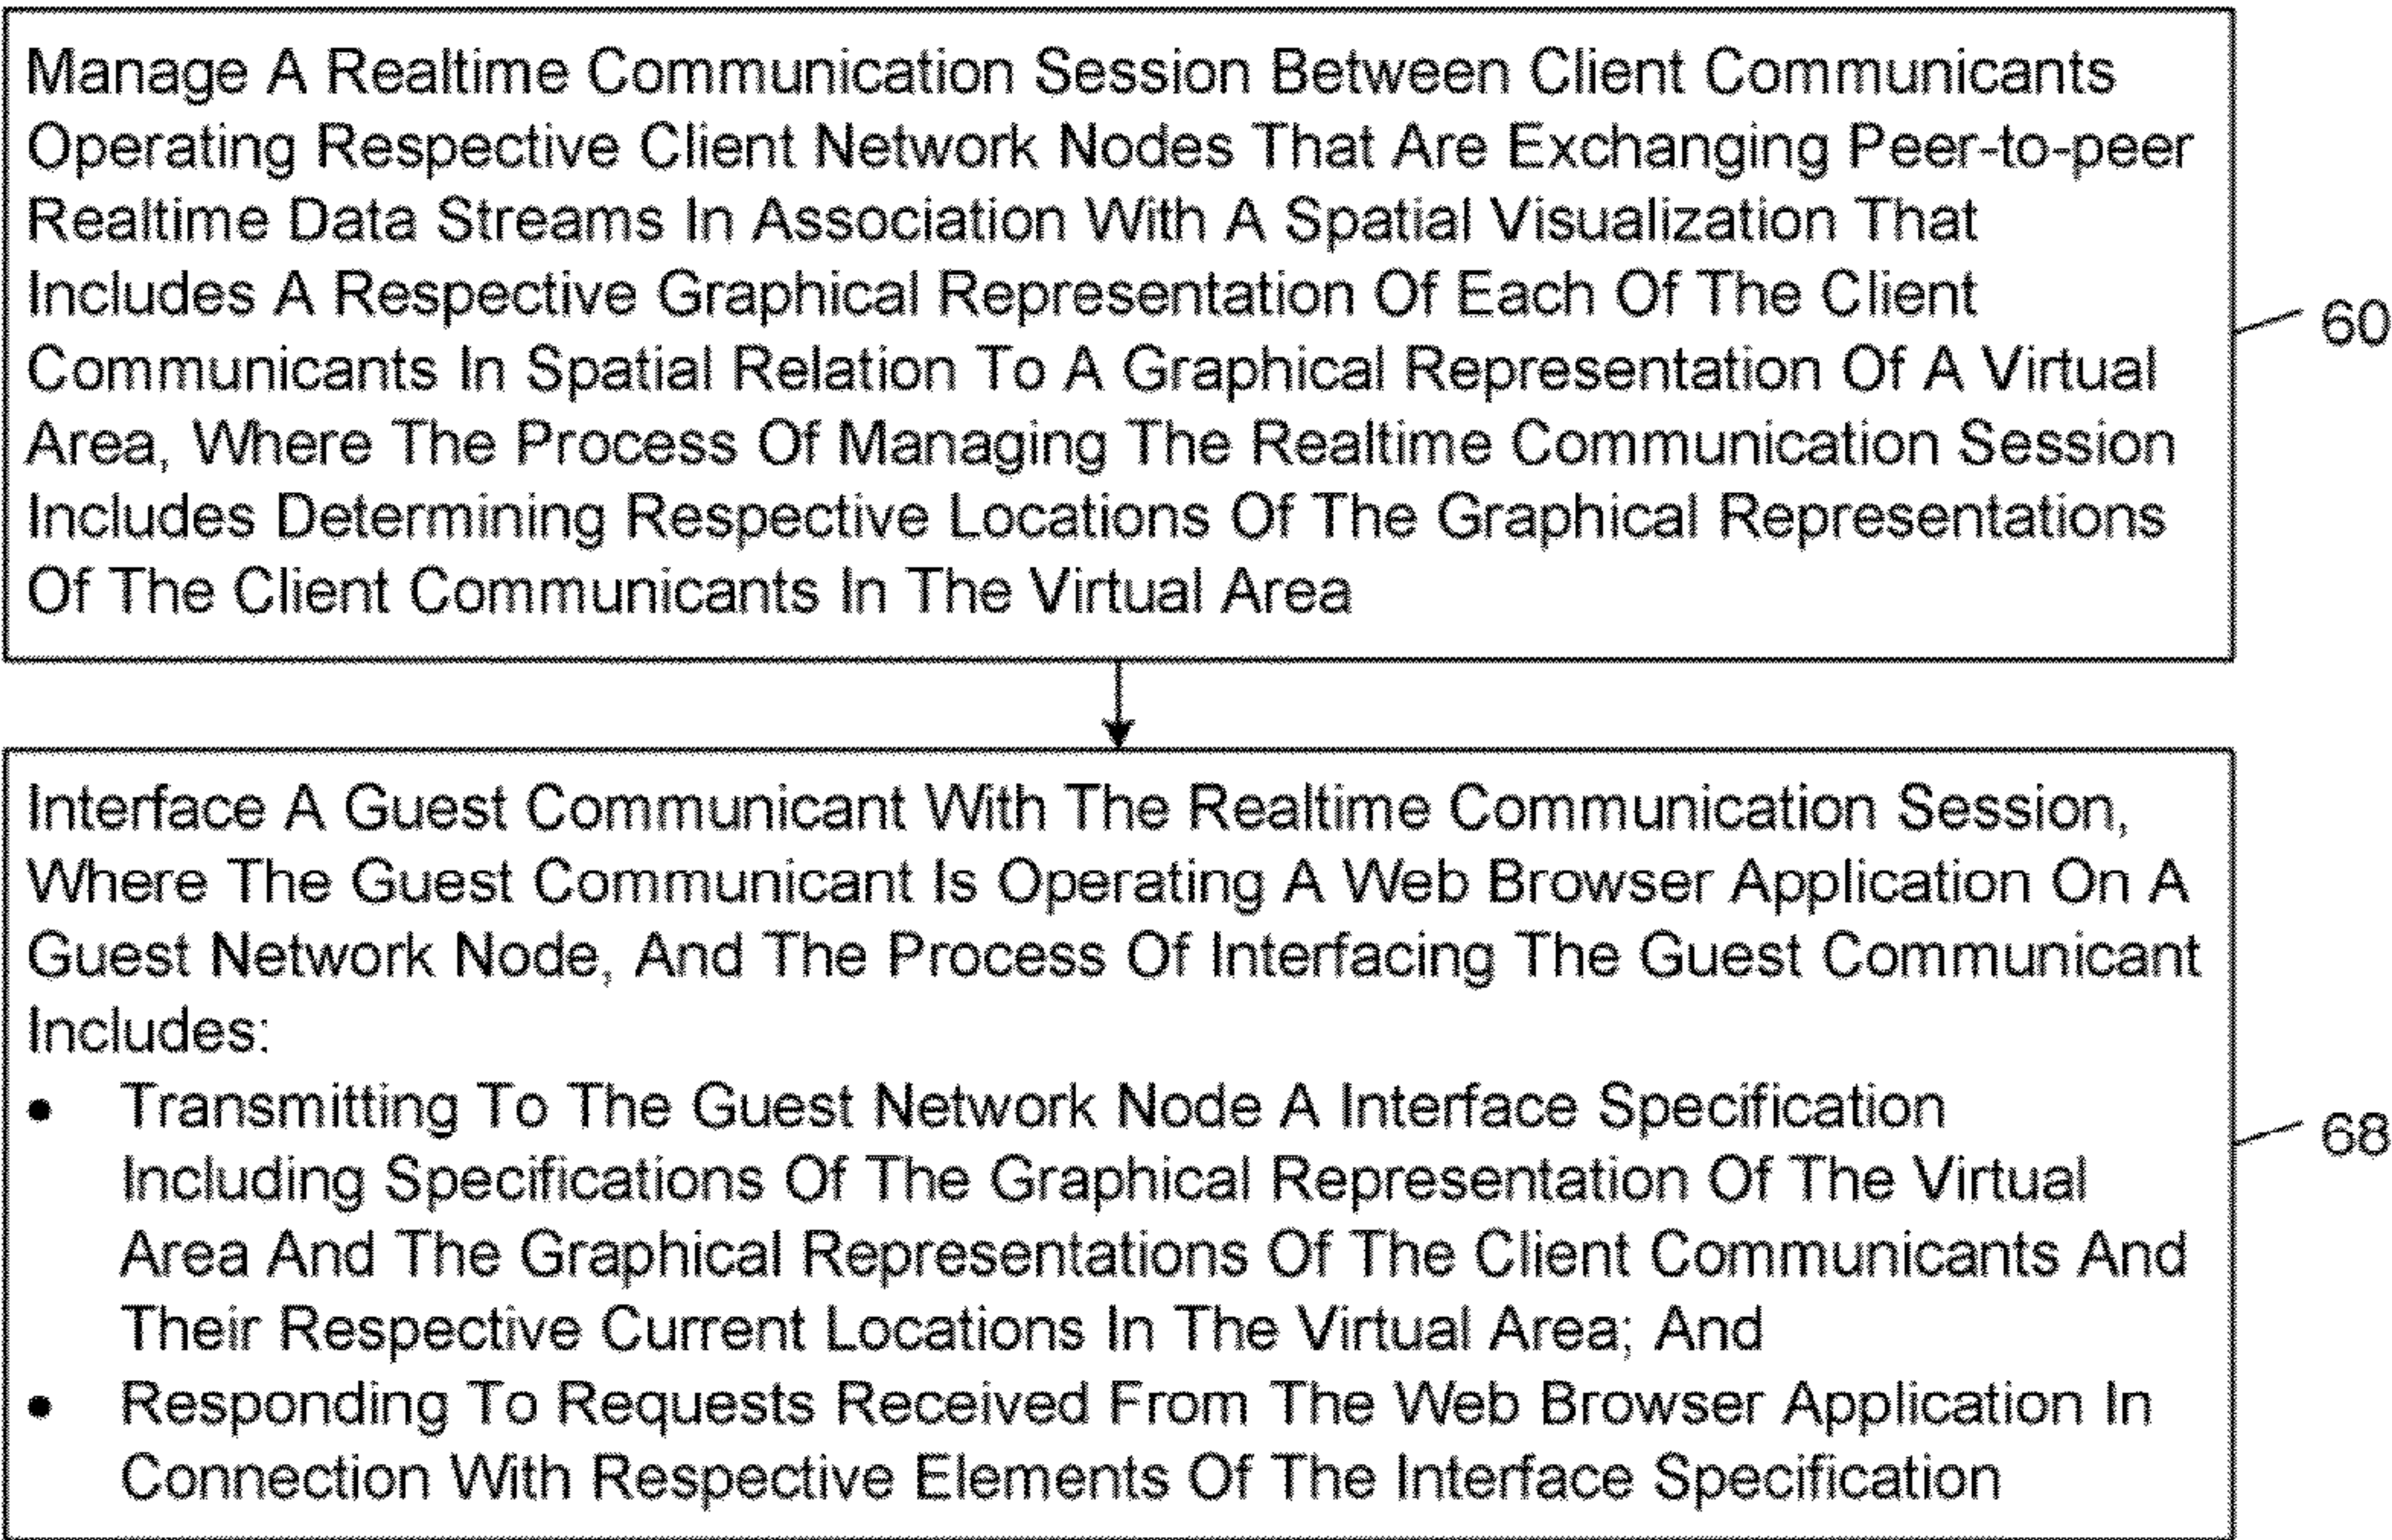 Manage A Realtime Communication Session Between Client Communicants
Operating Respective Client Network Nodes That Are Exchanging Peer-to-peer
Realtime Data Streams In Association With A Spatial Visualization That
Includes A Respective Graphical Representation Of Each Of The Client
Communicants In Spatial Relation To A Graphical Representation Of A Virtual
Area, Where The Process Of Managing The Realtime Communication Session
Includes Determining Respective Locations Of The Graphical Representations
Of The Client Communicants In The Virtual Area
60
Interface A Guest Communicant With The Realtime Communication Session,
Where The Guest Communicant Is Operating A Web Browser Application On A
Guest Network Node, And The Process Of Interfacing The Guest Communicant
Includes:
• Transmitting To The Guest Network Node A Interface Specification
Including Specifications Of The Graphical Representation Of The Virtual
Area And The Graphical Representations Of The Client Communicants And
Their Respective Current Locations In The Virtual Area; And
• Responding To Requests Received From The Web Browser Application In
Connection With Respective Elements Of The Interface Specification
68